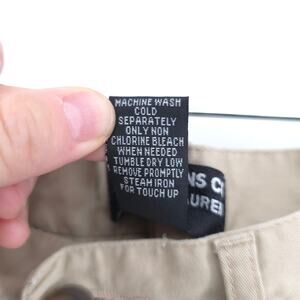 MACHINE WASH
COLD
SEPARATELY
ONLY NON
CHLORINE BLEACH
WHEN NEEDED
TUMBLE DRY LOW
REMOVE PROMPTLY
STEAM IRON
FOR TOUCH UP